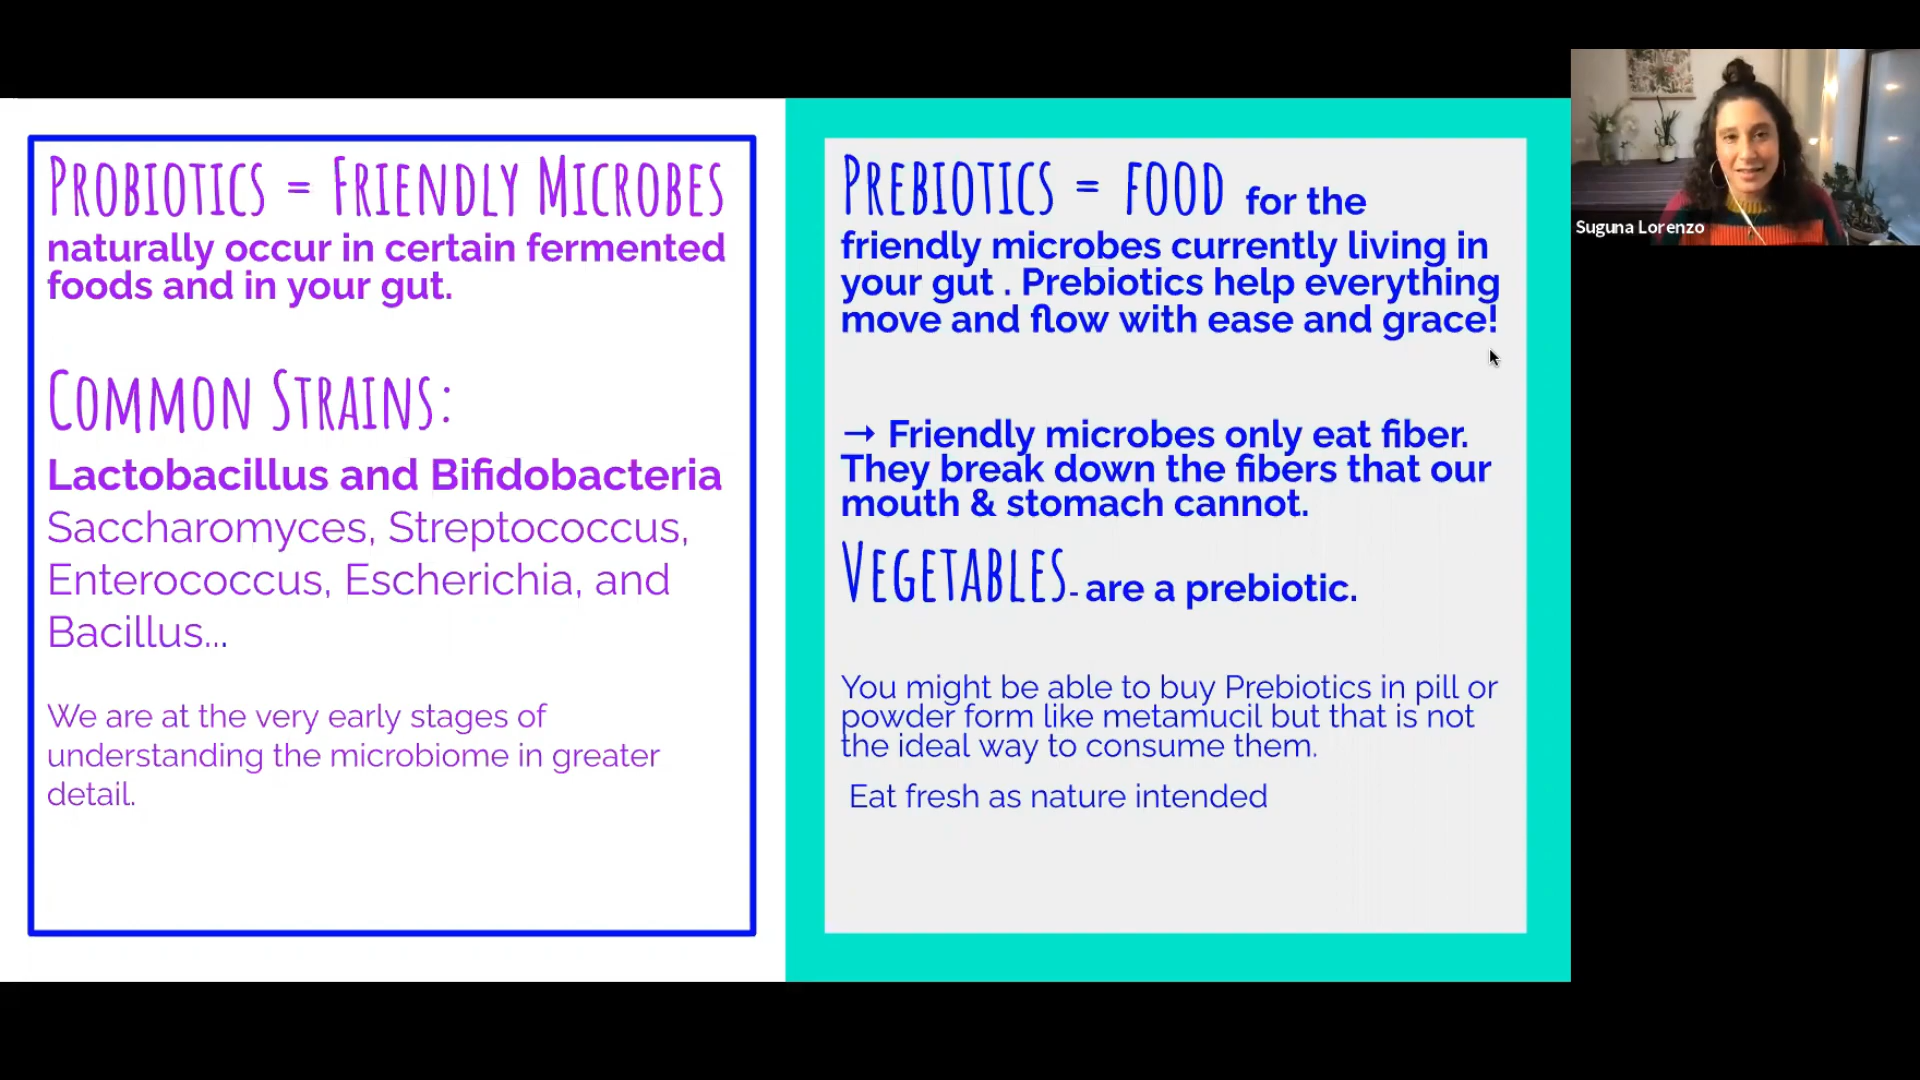 Probiotics = Friendly Microbes
naturally occur in certain fermented
foods and in your gut.
Common Strains:
Lactobacillus and Bifidobacteria
Saccharomyces, Streptococcus,
Enterococcus, Escherichia, and
Bacillus...
We are at the very early stages of
understanding the microbiome in greater
detail.
Prebiotics = food for the
friendly microbes currently living in
your gut . Prebiotics help everything
move and flow with ease and grace!
→ Friendly microbes only eat fiber.
They break down the fibers that our
mouth & stomach cannot.
Vegetables- are a prebiotic.
You might be able to buy Prebiotics in pill or
powder form like metamucil but that is not
the ideal way to consume them.
Eat fresh as nature intended
Suguna Lorenzo